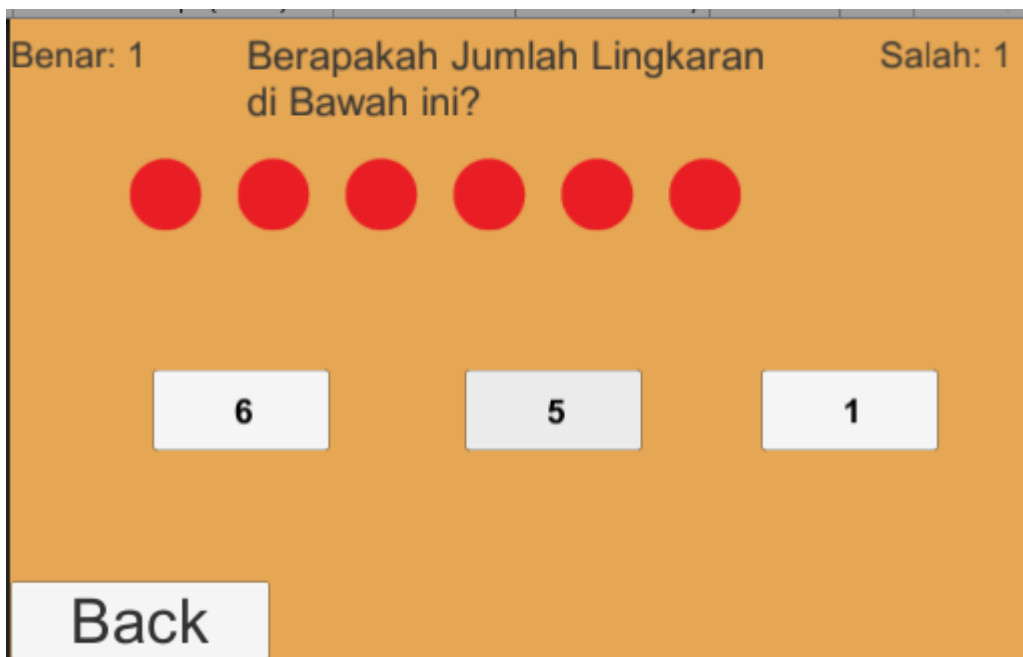 Benar: 1
Berapakah Jumlah Lingkaran
di Bawah ini?
Salah: 1
6
5
1
Back